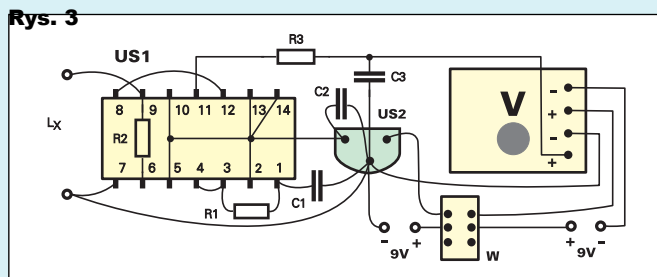 Rys. 3
US1
R3
C3
C2
US2
V
-
+
-
+
8 9 10 11 12 13 14
LX
R2
7 6 5 4 3 2 1
R1
C1
- 9V +
W
+ 9V -